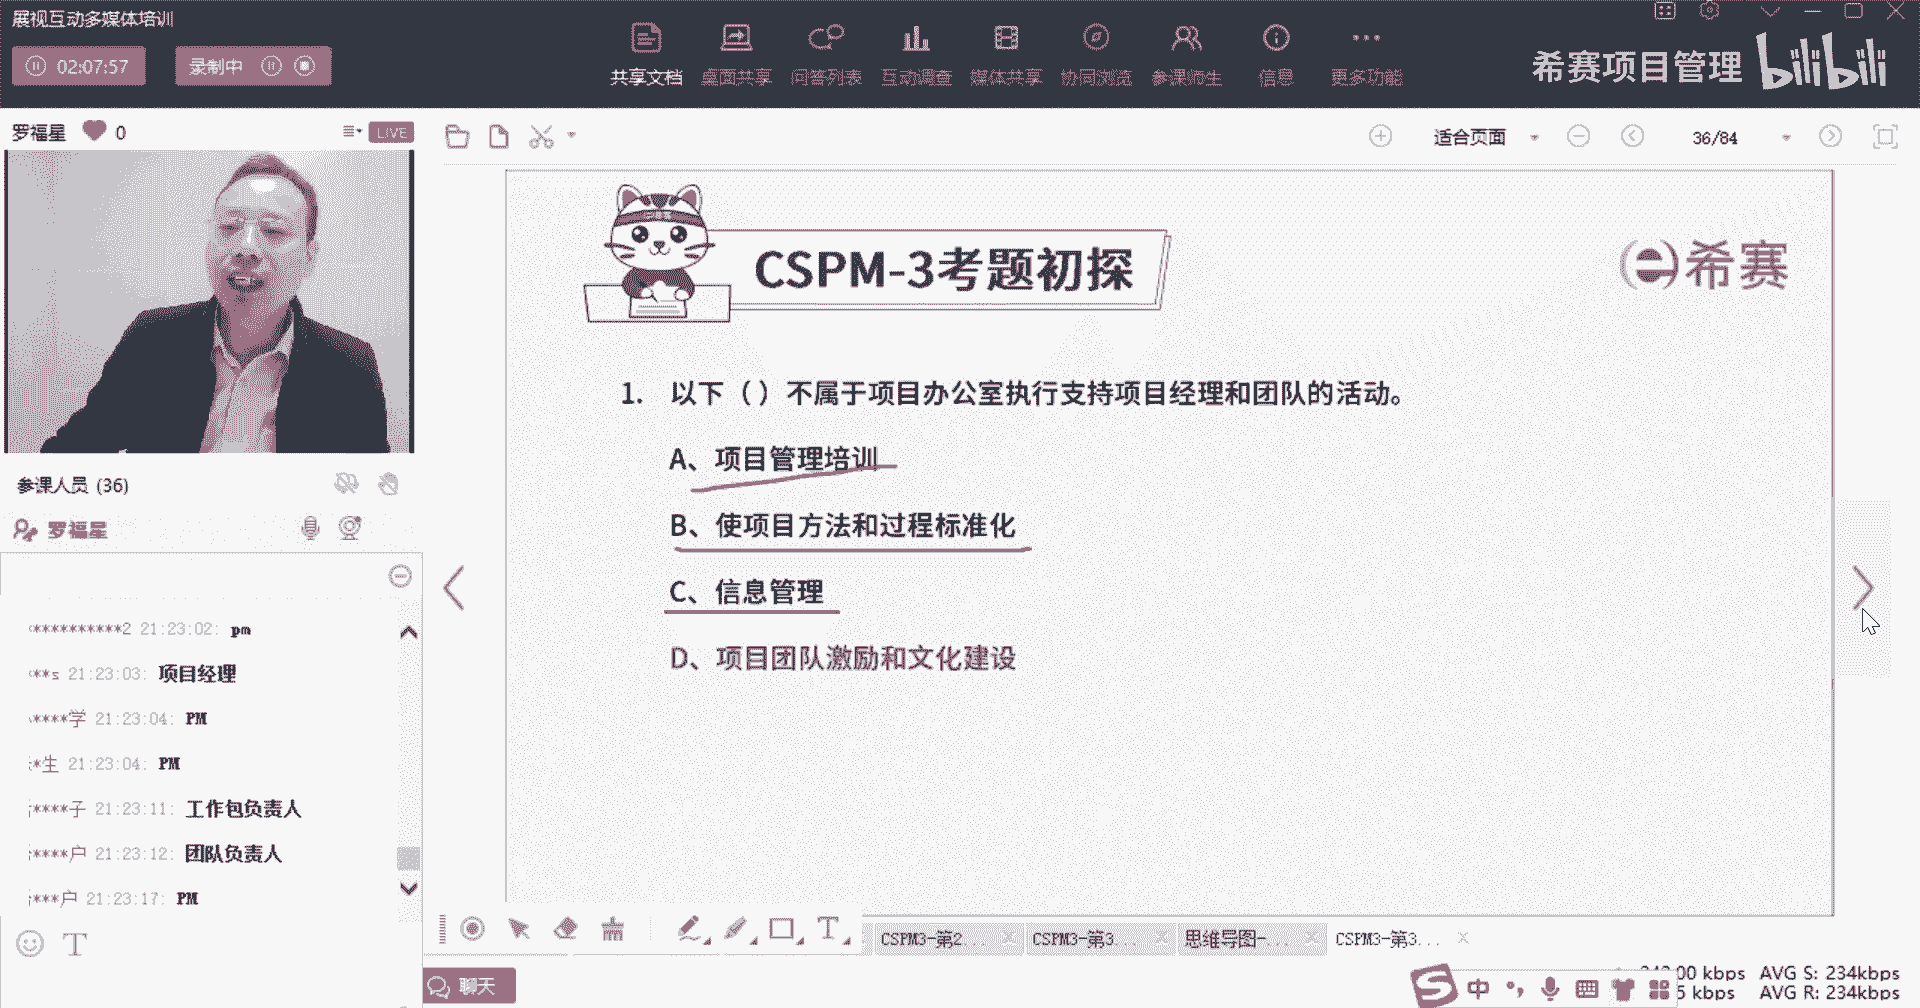 展视互动多媒体培训
02:07:57
录制中
共享文档
桌面共享
问答列表
互动调查
媒体共享
协同浏览
参课师生
信息
更多功能
希赛项目管理 bilibili
罗福星 0
LIVE
适合页面
36/84
CSPM-3考题初探
希赛
1. 以下（ ）不属于项目办公室执行支持项目经理和团队的活动。
A、项目管理培训
B、使项目方法和过程标准化
C、信息管理
D、项目团队激励和文化建设
参课人员 (36)
罗福星
**********2 21:23:02: pm
**s 21:23:03: 项目经理
****学 21:23:04: PM
*生 21:23:04: PM
****子 21:23:11: 工作包负责人
****户 21:23:12: 团队负责人
***户 21:23:17: PM
CSPM3-第2...
CSPM3-第3...
思维导图-...
CSPM3-第3...
聊天
中
00 kbps AVG S: 234kbps
5 kbps AVG R: 234kbps